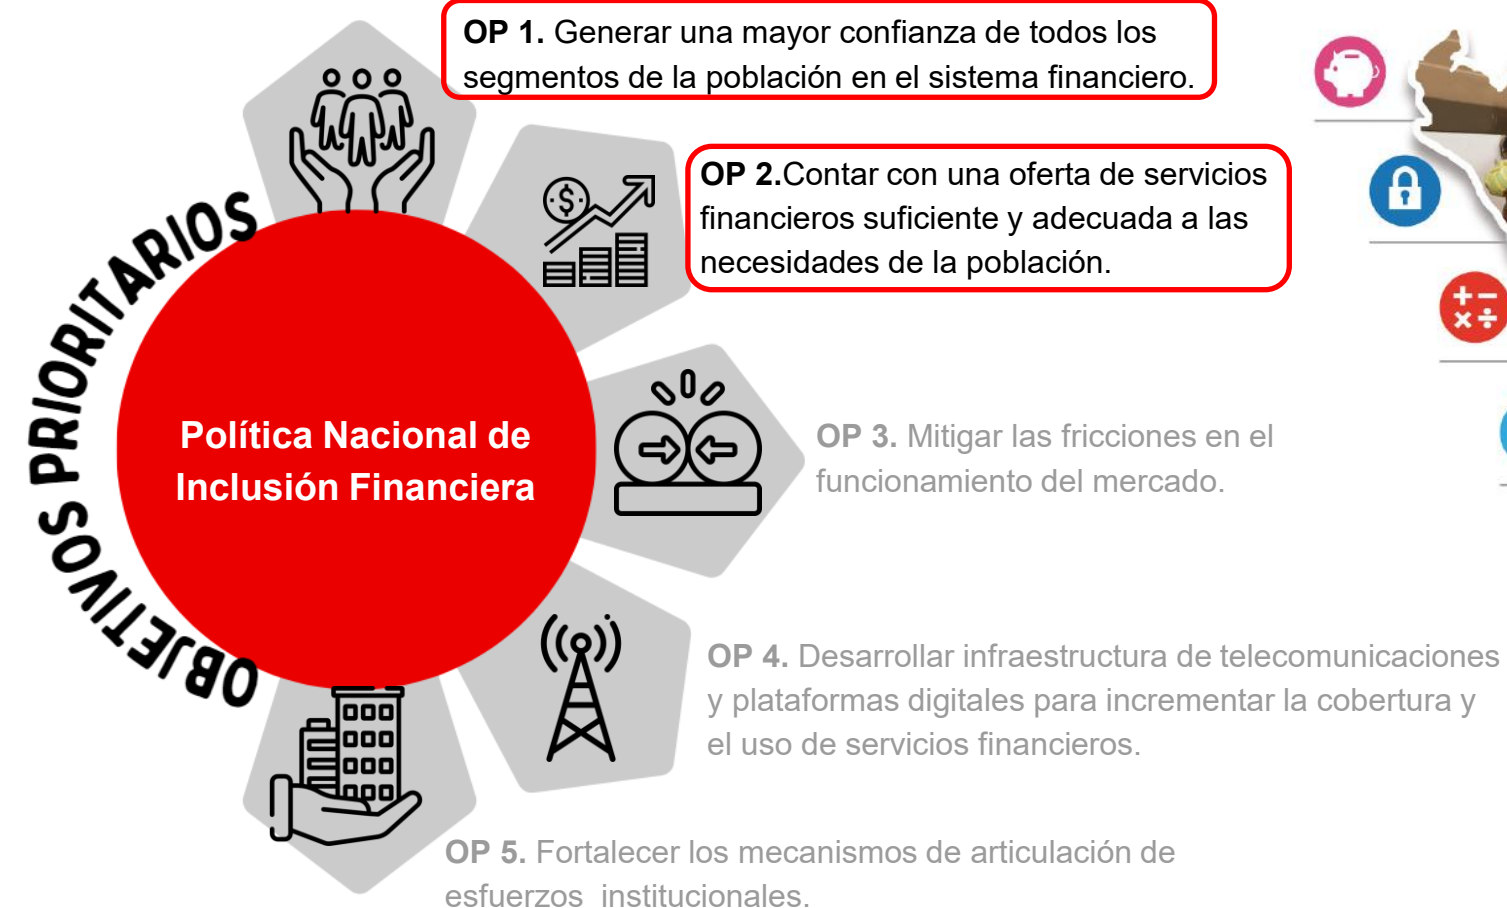 OP 1. Generar una mayor confianza de todos los
segmentos de la población en el sistema financiero.
OP 2.Contar con una oferta de servicios
financieros suficiente y adecuada a las
necesidades de la población.
OBJETIVOS PRIORITARIOS
Política Nacional de
Inclusión Financiera
OP 3. Mitigar las fricciones en el
funcionamiento del mercado.
OP 4. Desarrollar infraestructura de telecomunicaciones
y plataformas digitales para incrementar la cobertura y
el uso de servicios financieros.
OP 5. Fortalecer los mecanismos de articulación de
esfuerzos  institucionales.